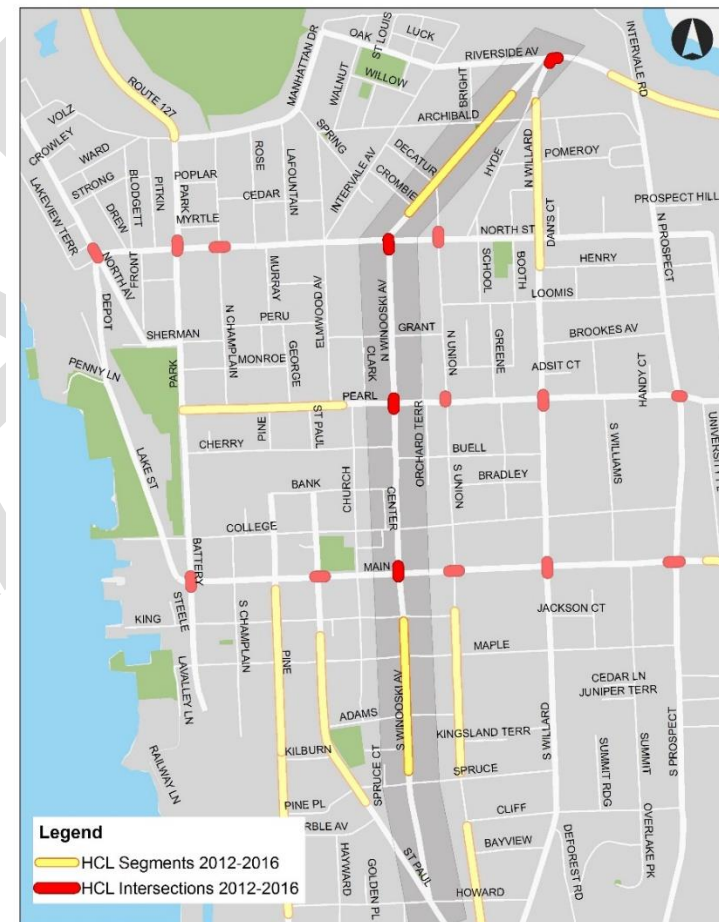 ST LOUIS
LUCK
OAK
RIVERSIDE AV
INTERVALE RD
MANHATTAN DR
WALNUT
WILLOW
ROUTE 127
BRIGHT
ARCHIBALD
VOLZ
CROWLEY
WARD
SPRING
DECATUR
HYDE
N WILLARD
POMEROY
STRONG
BLODGETT
PITKIN
POPLAR
ROSE
LAFOUNTAIN
INTERVALE AV
CROMBIE
LAKEVIEW TERR
DREW
PARK
CEDAR
MYRTLE
DAN'S CT
PROSPECT HILL
NORTH AV
FRONT
NORTH ST
N PROSPECT
DEPOT
N CHAMPLAIN
MURRAY
ELMWOOD AV
N WINOOSKI AV
SCHOOL
BOOTH
HENRY
LOOMIS
PERU
SHERMAN
GRANT
N UNION
GREENE
BROOKES AV
MONROE
GEORGE
CLARK
PENNY LN
PARK
ADSIT CT
HANDY CT
PEARL
ORCHARD TERR
UNIVERSITY
PINE
ST PAUL
CHERRY
BUELL
S WILLIAMS
LAKE ST
BANK
CHURCH
CENTER
S UNION
BRADLEY
COLLEGE
BATTERY
MAIN
STEELE
KING
S CHAMPLAIN
JACKSON CT
PINE
MAPLE
LAVALLEY LN
S WINOOSKI AV
CEDAR LN
JUNIPER TERR
ADAMS
KINGSLAND TERR
S WILLARD
RAILWAY LN
KILBURN
SPRUCE CT
SPRUCE
SUMMIT RDG
SUMMIT
S PROSPECT
PINE PL
CLIFF
OVERLAKE PK
Legend
RBLE AV
BAYVIEW
DEFOREST RD
HCL Segments 2012-2016
HAYWARD
ST PAUL
HCL Intersections 2012-2016
GOLDEN PL
HOWARD